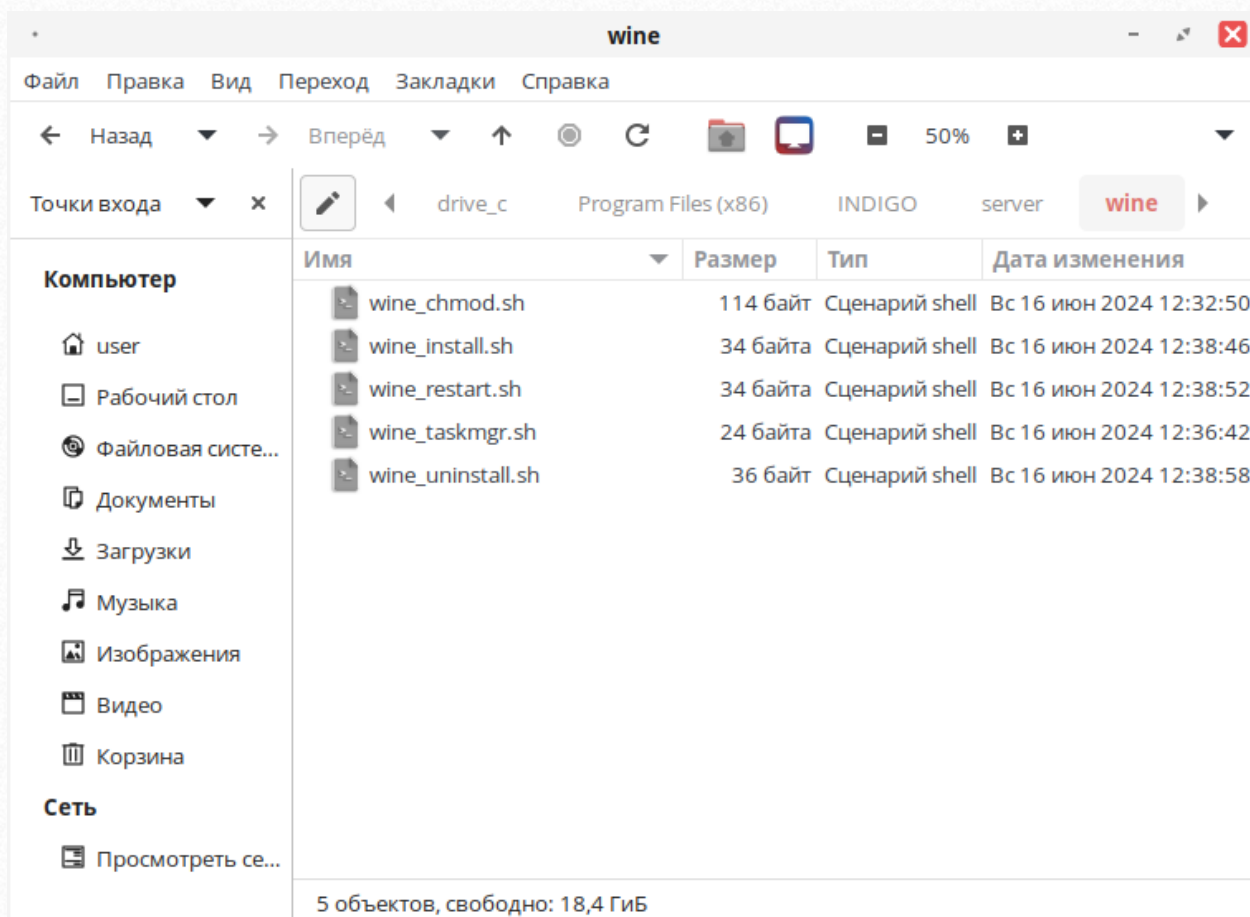 wine
Файл Правка Вид Переход Закладки Справка
Назад Вперёд 50%
Точки входа drive_c Program Files (x86) INDIGO server wine
Имя Размер Тип Дата изменения
Компьютер
user
Рабочий стол
Файловая систе...
Документы
Загрузки
Музыка
Изображения
Видео
Корзина
Сеть
Просмотреть се...
wine_chmod.sh 114 байт Сценарий shell Вс 16 июн 2024 12:32:50
wine_install.sh 34 байта Сценарий shell Вс 16 июн 2024 12:38:46
wine_restart.sh 34 байта Сценарий shell Вс 16 июн 2024 12:38:52
wine_taskmgr.sh 24 байта Сценарий shell Вс 16 июн 2024 12:36:42
wine_uninstall.sh 36 байт Сценарий shell Вс 16 июн 2024 12:38:58
5 объектов, свободно: 18,4 ГиБ